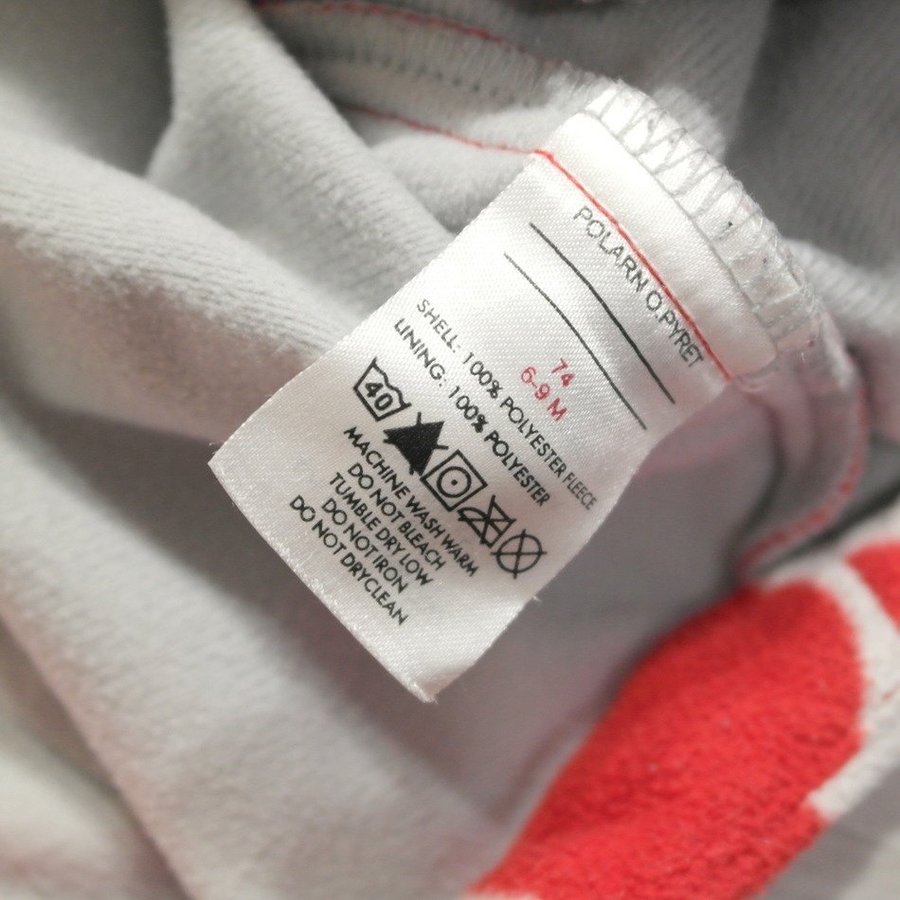 POLARN O. PYRET
74
6-9 M
SHELL: 100% POLYESTER FLEECE
LINING: 100% POLYESTER
40
MACHINE WASH WARM
DO NOT BLEACH
TUMBLE DRY LOW
DO NOT IRON
DO NOT DRYCLEAN